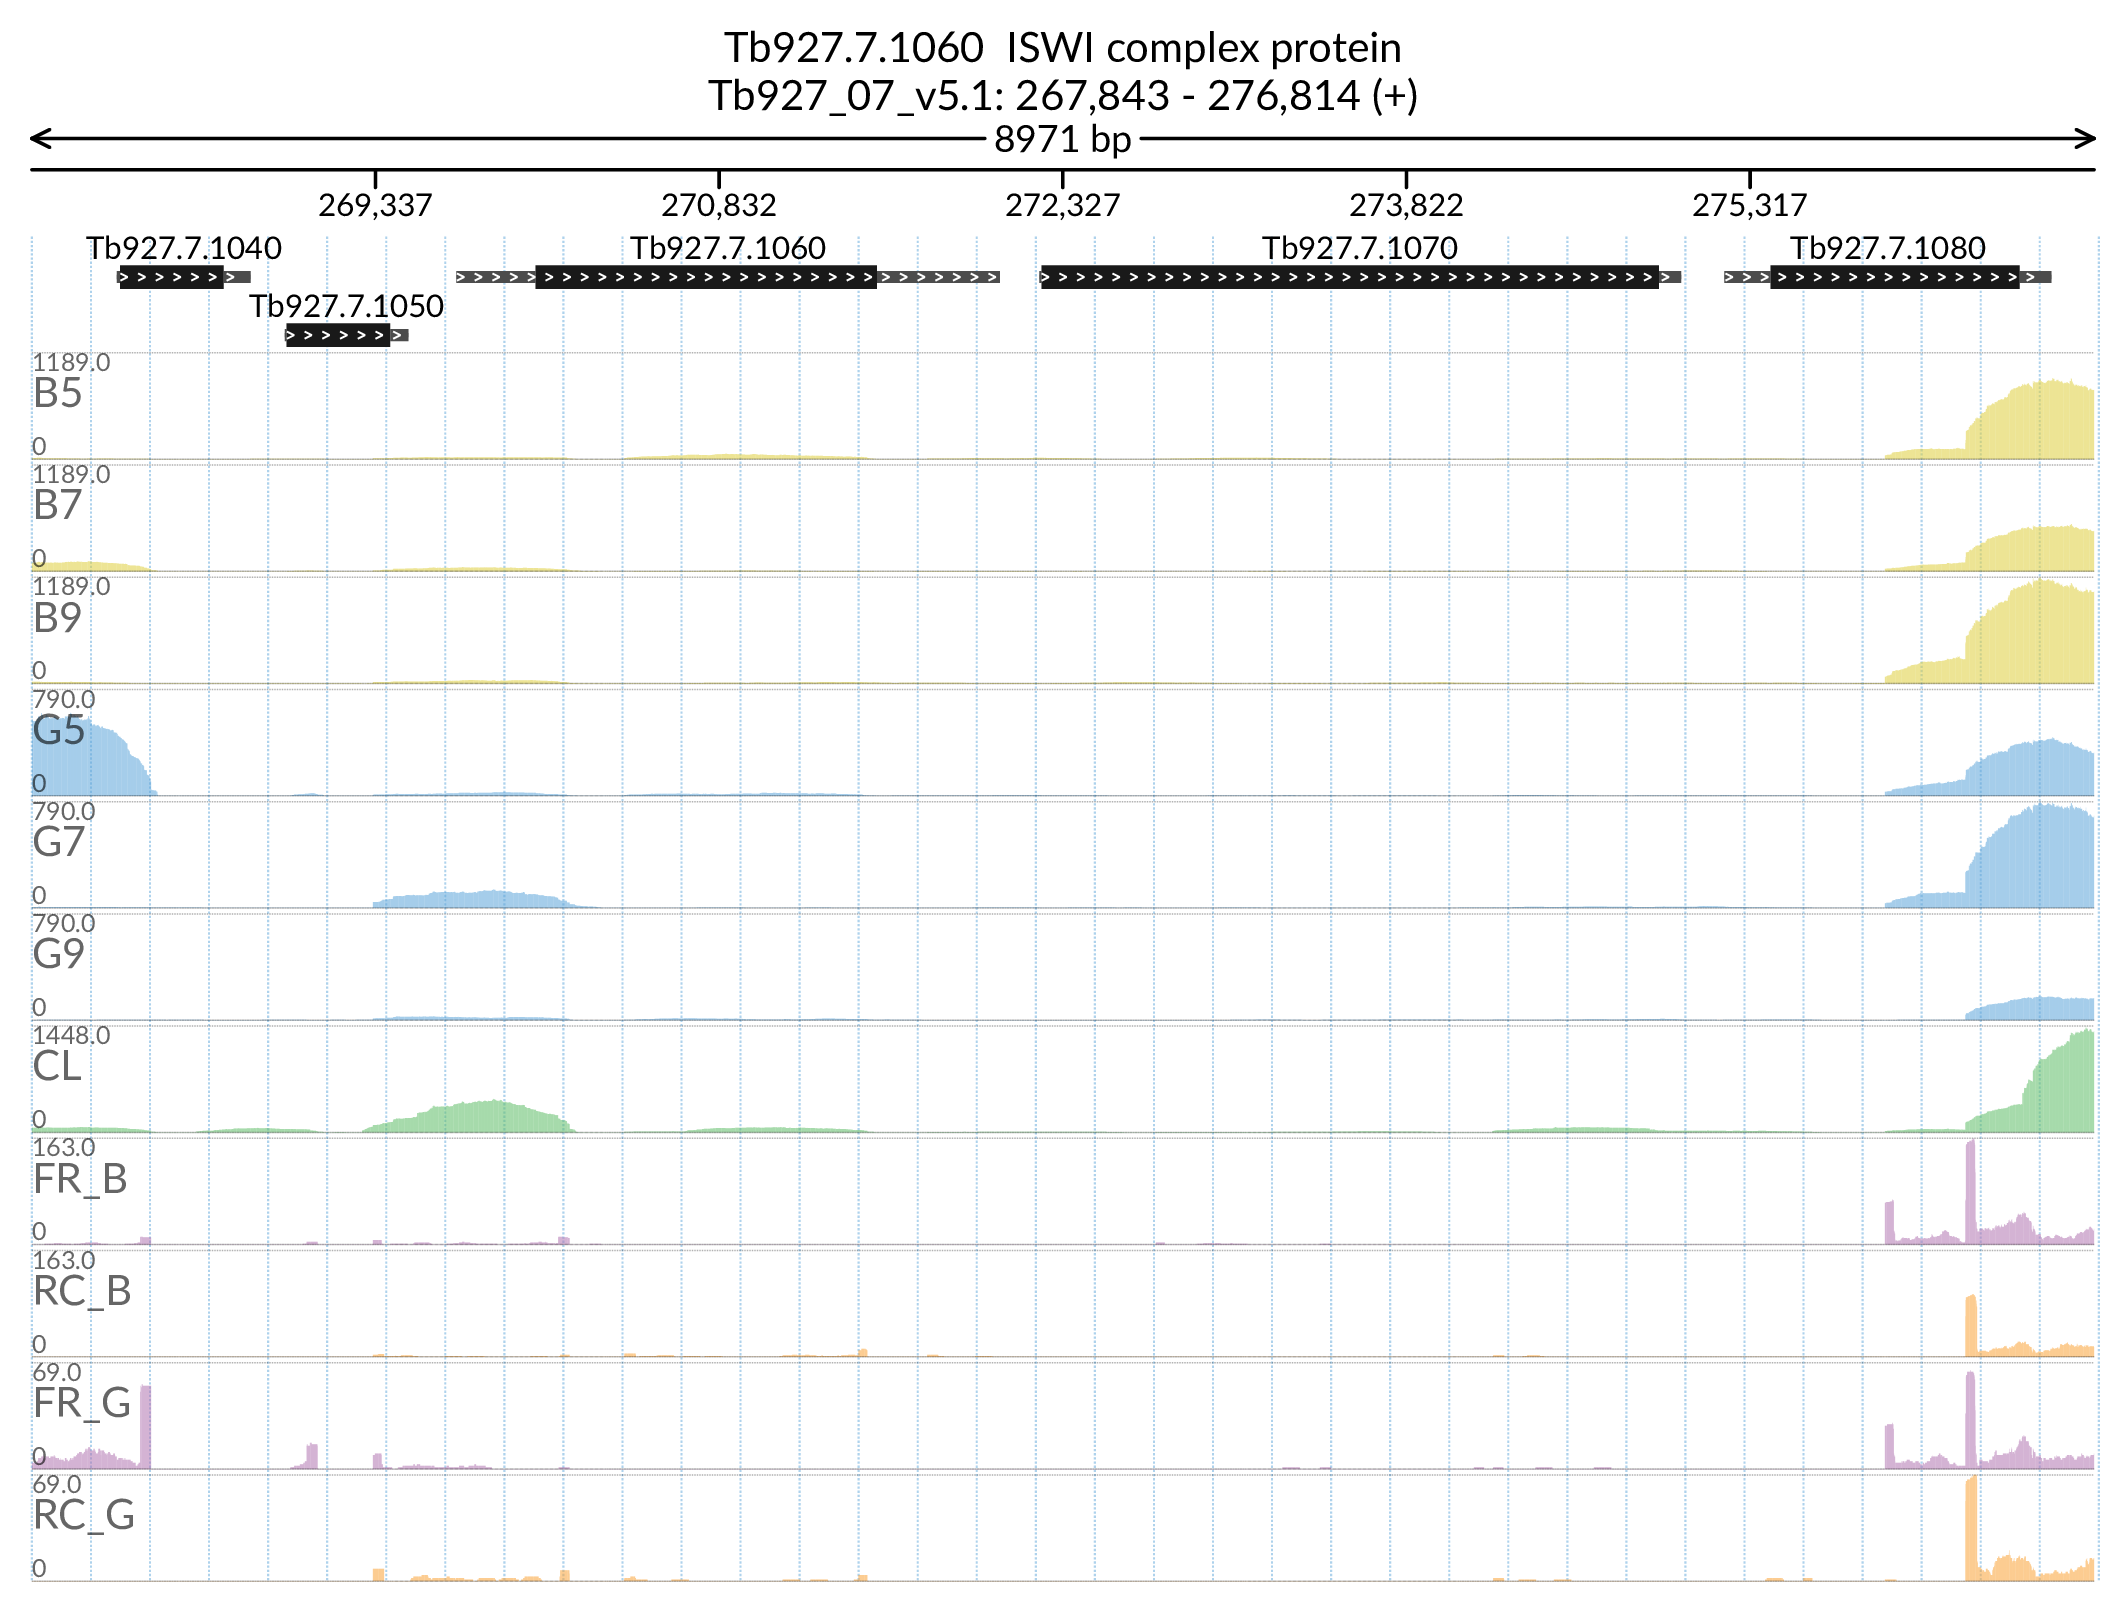 Tb927.7.1060 ISWI complex protein
Tb927_07_v5.1: 267,843 - 276,814 (+)
8971 bp
269,337 270,832 272,327 273,822 275,317
Tb927.7.1040 Tb927.7.1060 Tb927.7.1070 Tb927.7.1080
Tb927.7.1050
1189.0
B5
0
1189.0
B7
0
1189.0
B9
0
790.0
G5
0
790.0
G7
0
790.0
G9
0
1448.0
CL
0
163.0
FR_B
0
163.0
RC_B
0
69.0
FR_G
0
69.0
RC_G
0